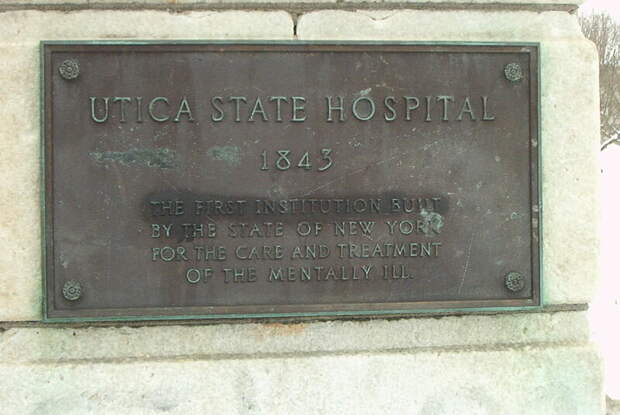 UTICA STATE HOSPITAL
1843
THE FIRST INSTITUTION BUILT
BY THE STATE OF NEW YORK
FOR THE CARE AND TREATMENT
OF THE MENTALLY ILL.